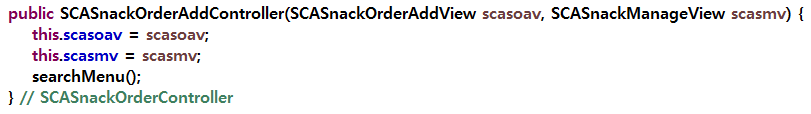 public SCASnackOrderAddController(SCASnackOrderAddView scasoav, SCASnackManageView scasmv) {
this.scasoav = scasoav;
this.scasmv = scasmv;
searchMenu();
} // SCASnackOrderController